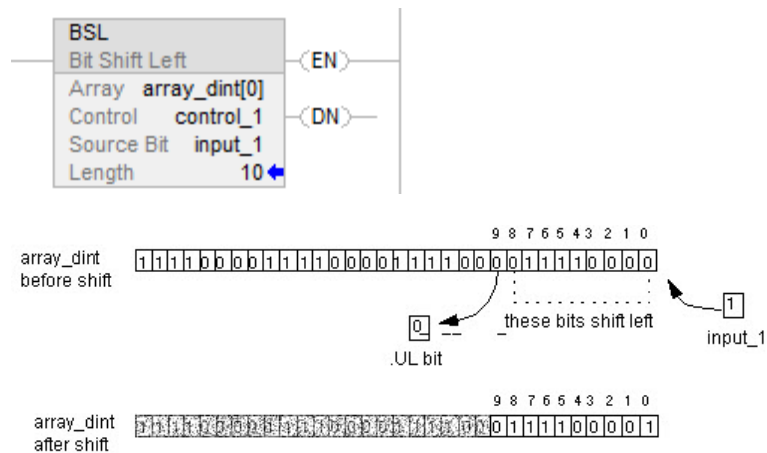 BSL
Bit Shift Left
(EN)
Array array_dint[0]
Control control_1
(DN)
Source Bit input_1
Length 10
9 8 7 6 5 4 3 2 1 0
array_dint
before shift
1 1 1 1 0 0 0 0 1 1 1 1 0 0 0 0 1 1 1 1 0 0 0 0 1 1 1 1 0 0 0 0
0
these bits shift left
1
.UL bit
input_1
9 8 7 6 5 4 3 2 1 0
array_dint
after shift
0 1 1 1 1 0 0 0 0 1